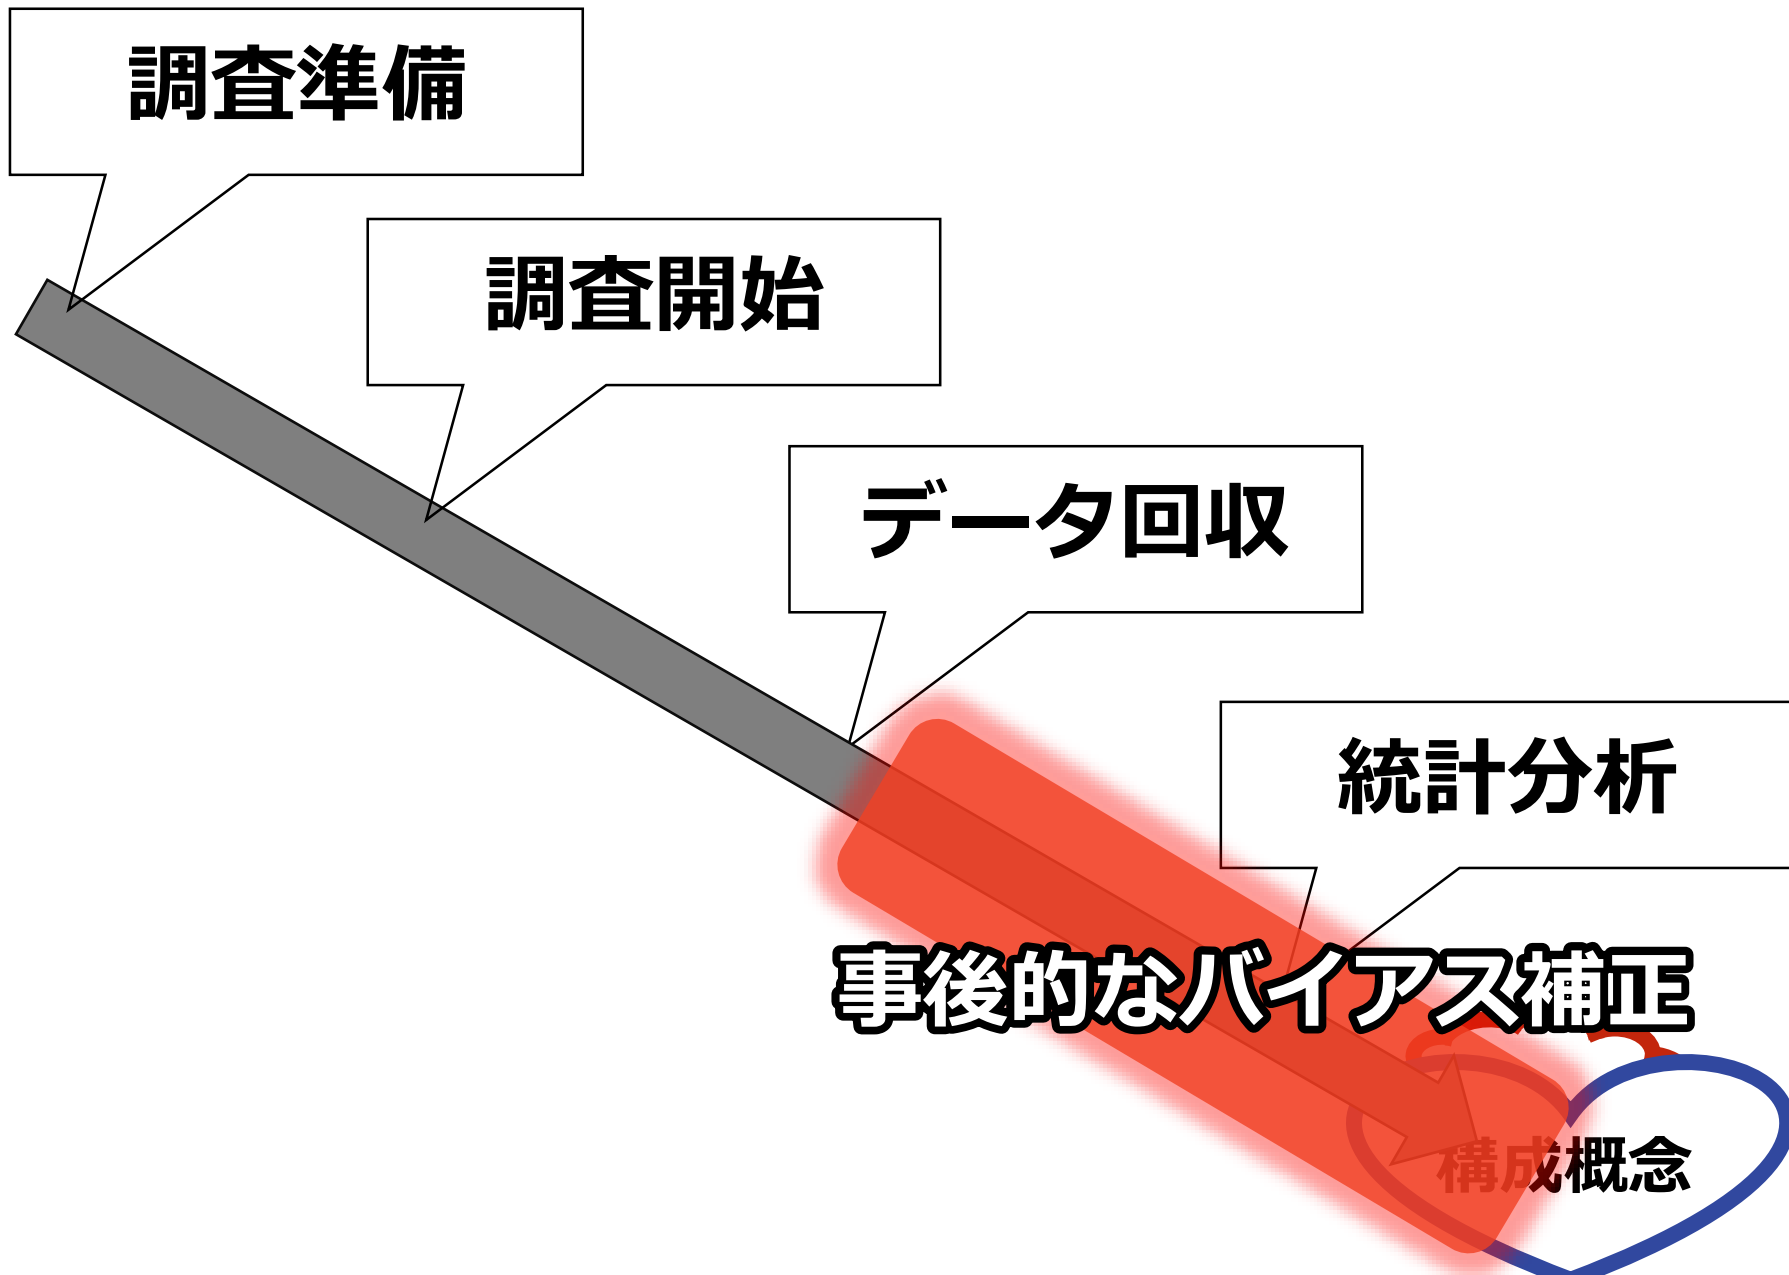 調査準備
調査開始
データ回収
統計分析
事後的なバイアス補正
構成概念